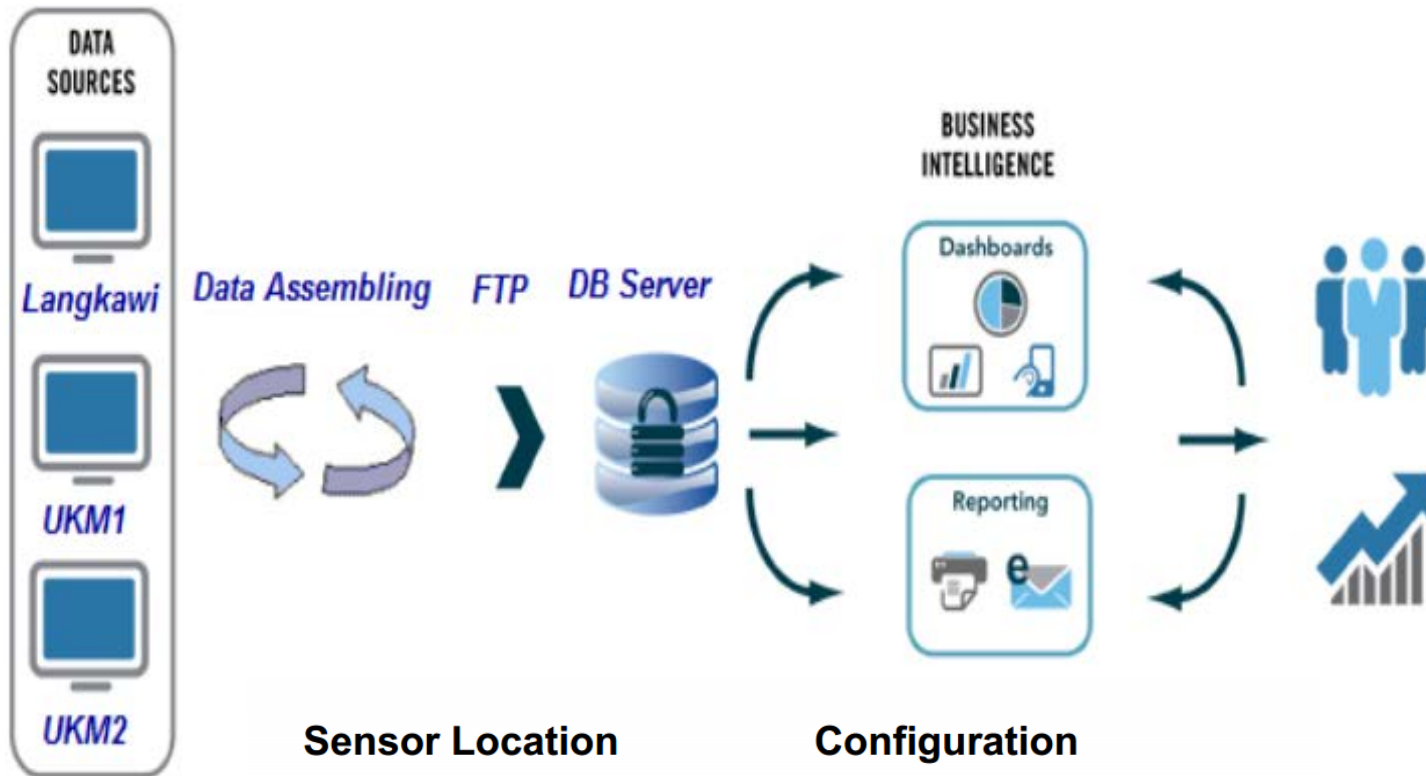 DATA
SOURCES
Langkawi
UKM1
UKM2
Data Assembling
FTP
DB Server
BUSINESS
INTELLIGENCE
Dashboards
Reporting
e
Sensor Location
Configuration